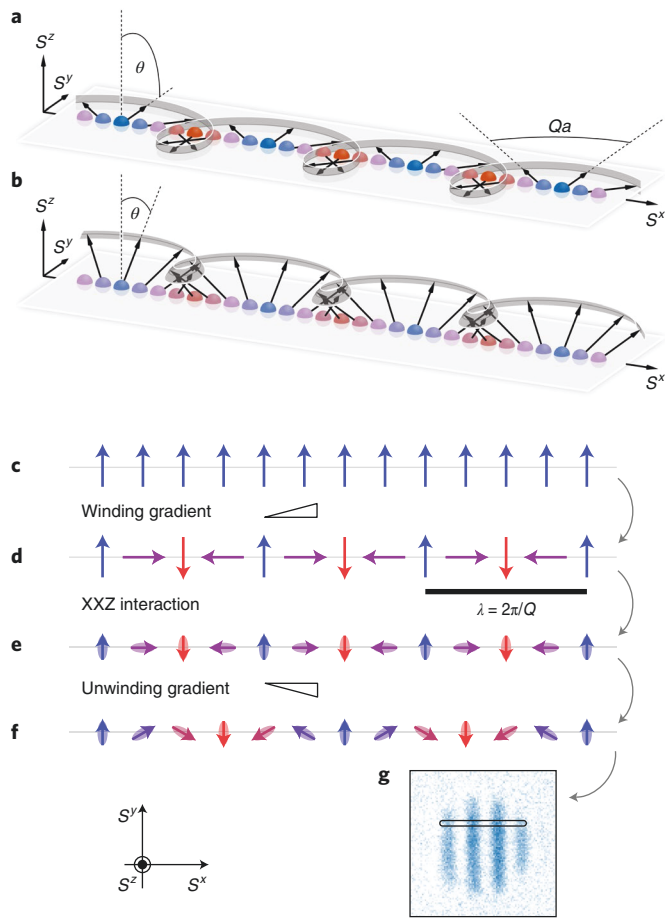 a
S^z
S^y
θ
Qa
S^x
b
S^z
S^y
θ
S^x
c
Winding gradient
d
XXZ interaction
λ = 2π/Q
e
Unwinding gradient
f
g
S^y
S^z
S^x